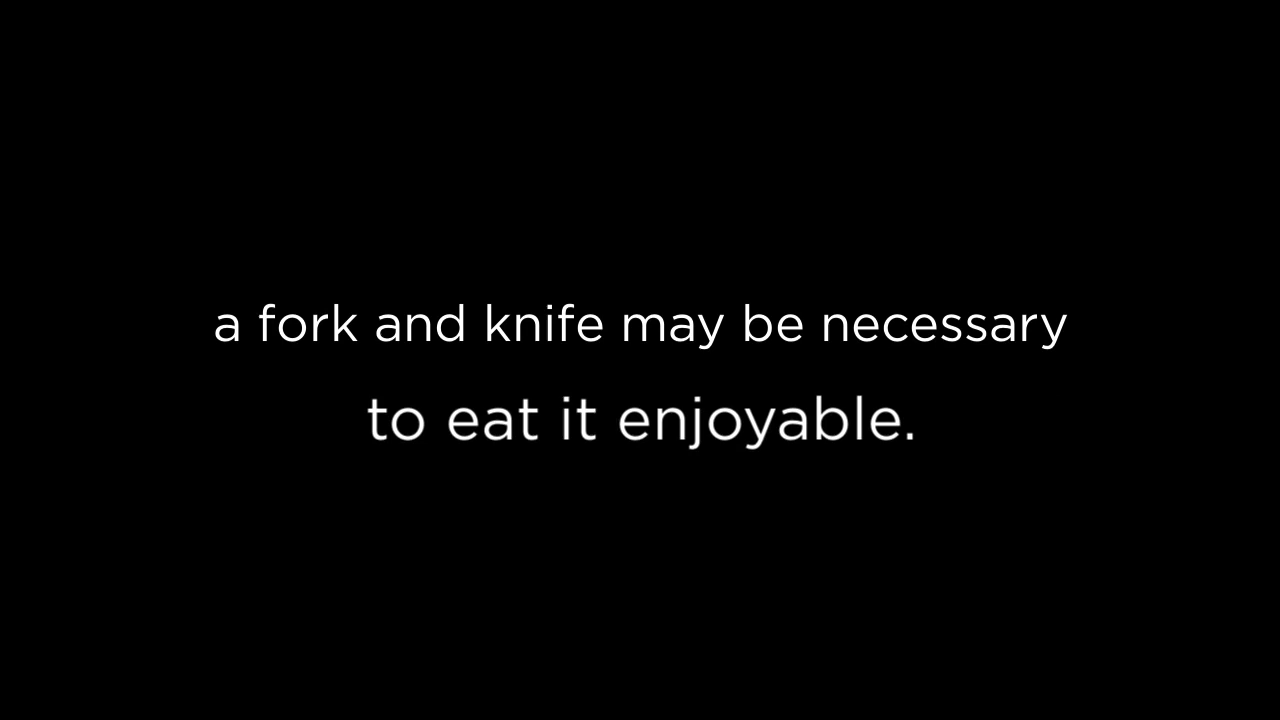 a fork and knife may be necessary
to eat it enjoyable.